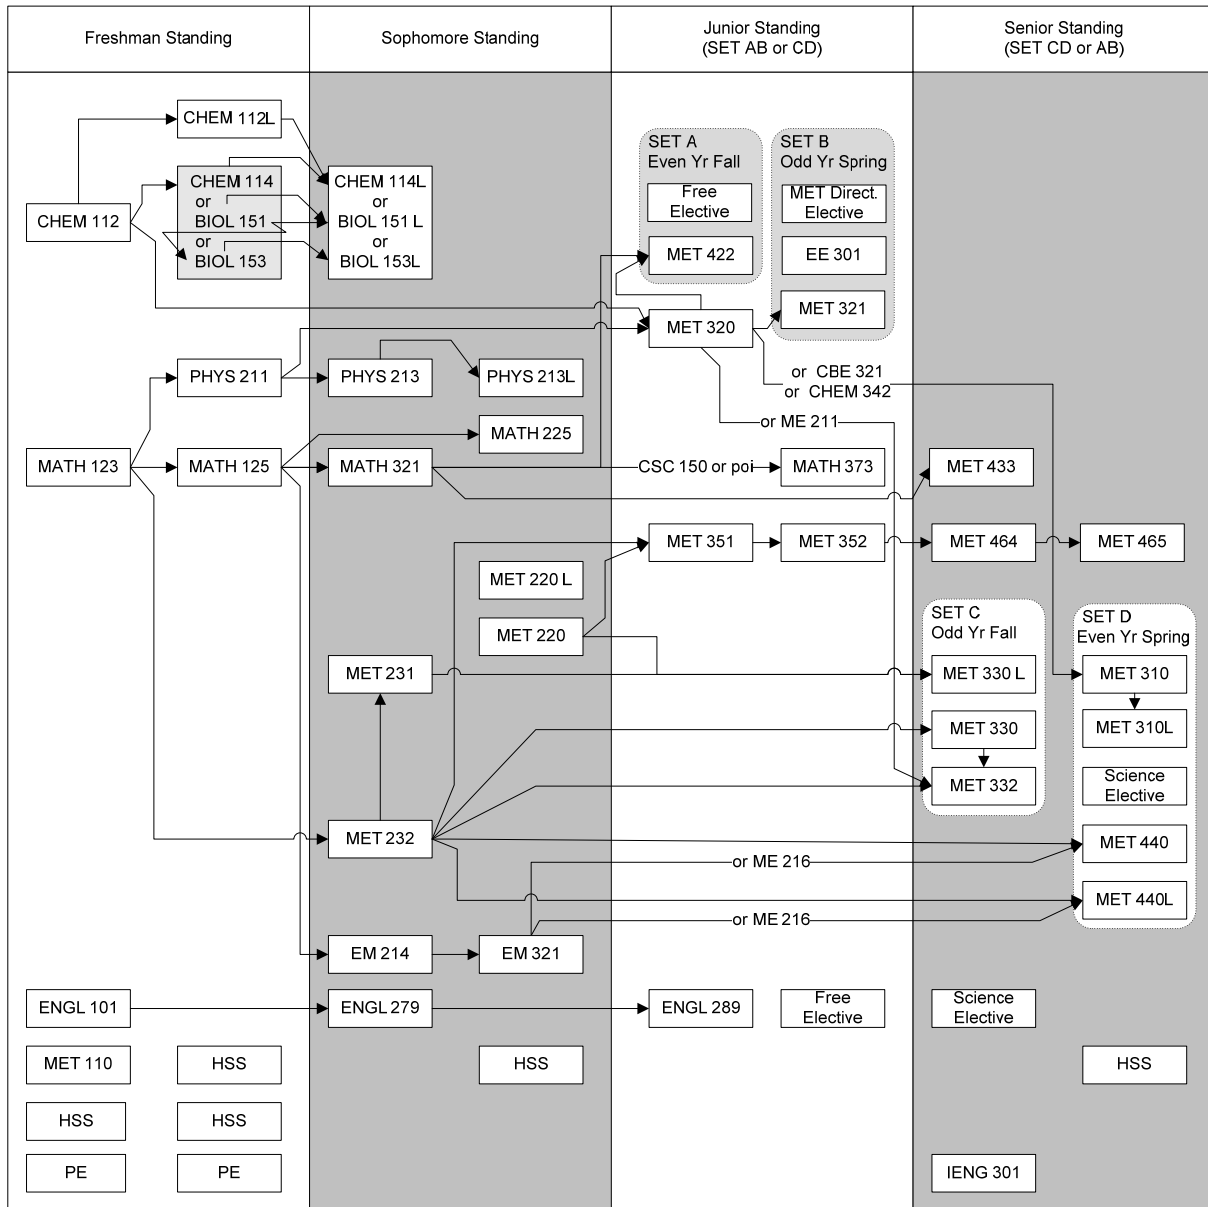 Freshman Standing
Sophomore Standing
Junior Standing
(SET AB or CD)
Senior Standing
(SET CD or AB)
CHEM 112L
CHEM 112
CHEM 114
or
BIOL 151
or
BIOL 153
CHEM 114L
or
BIOL 151 L
or
BIOL 153L
SET A
Even Yr Fall
Free
Elective
MET 422
SET B
Odd Yr Spring
MET Direct.
Elective
EE 301
MET 321
MET 320
PHYS 211
PHYS 213
PHYS 213L
or CBE 321
or CHEM 342
or ME 211
MATH 225
MATH 123
MATH 125
MATH 321
CSC 150 or poi
MATH 373
MET 433
MET 351
MET 352
MET 464
MET 465
MET 220 L
MET 220
MET 231
SET C
Odd Yr Fall
MET 330 L
MET 330
MET 332
SET D
Even Yr Spring
MET 310
MET 310L
Science
Elective
MET 440
MET 440L
MET 232
or ME 216
or ME 216
EM 214
EM 321
ENGL 101
ENGL 279
ENGL 289
Free
Elective
Science
Elective
MET 110
HSS
HSS
HSS
HSS
HSS
PE
PE
IENG 301